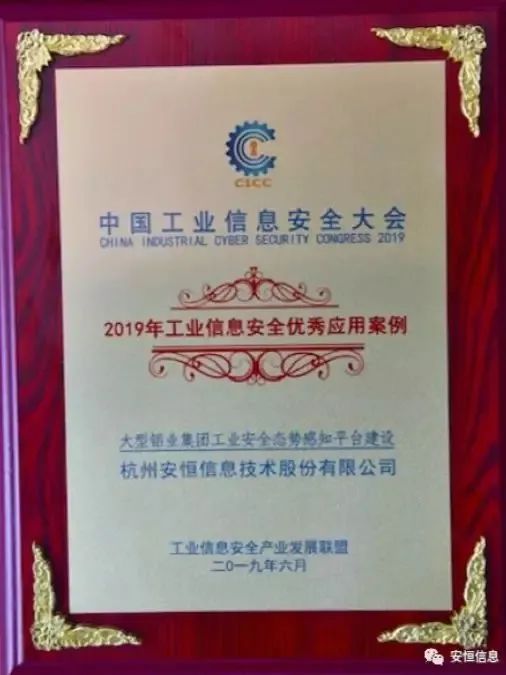 CICC
中国工业信息安全大会
CHINA INDUSTRIAL CYBER SECURITY CONGRESS 2019
2019年工业信息安全优秀应用案例
大型铝业集团工业安全态势感知平台建设
杭州安恒信息技术股份有限公司
工业信息安全产业发展联盟
二〇一九年六月
安恒信息